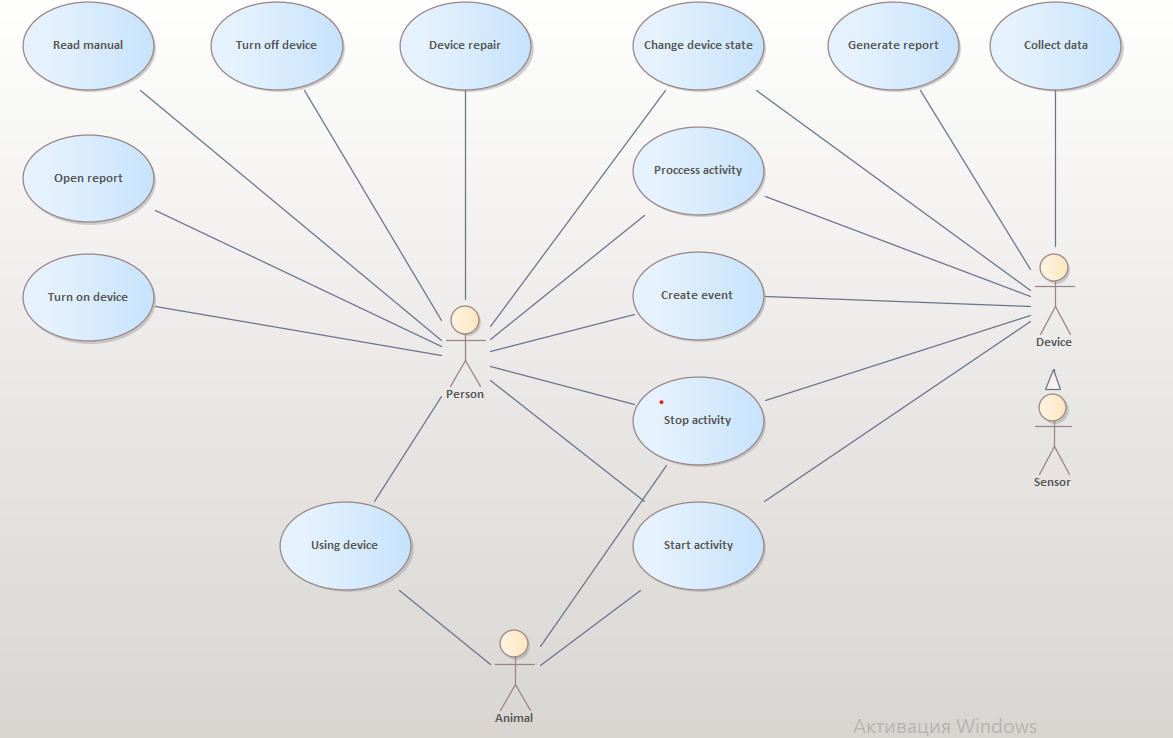 Read manual
Turn off device
Device repair
Change device state
Generate report
Collect data
Open report
Proccess activity
Turn on device
Create event
Device
Person
Stop activity
Sensor
Using device
Start activity
Animal
Активация Windows